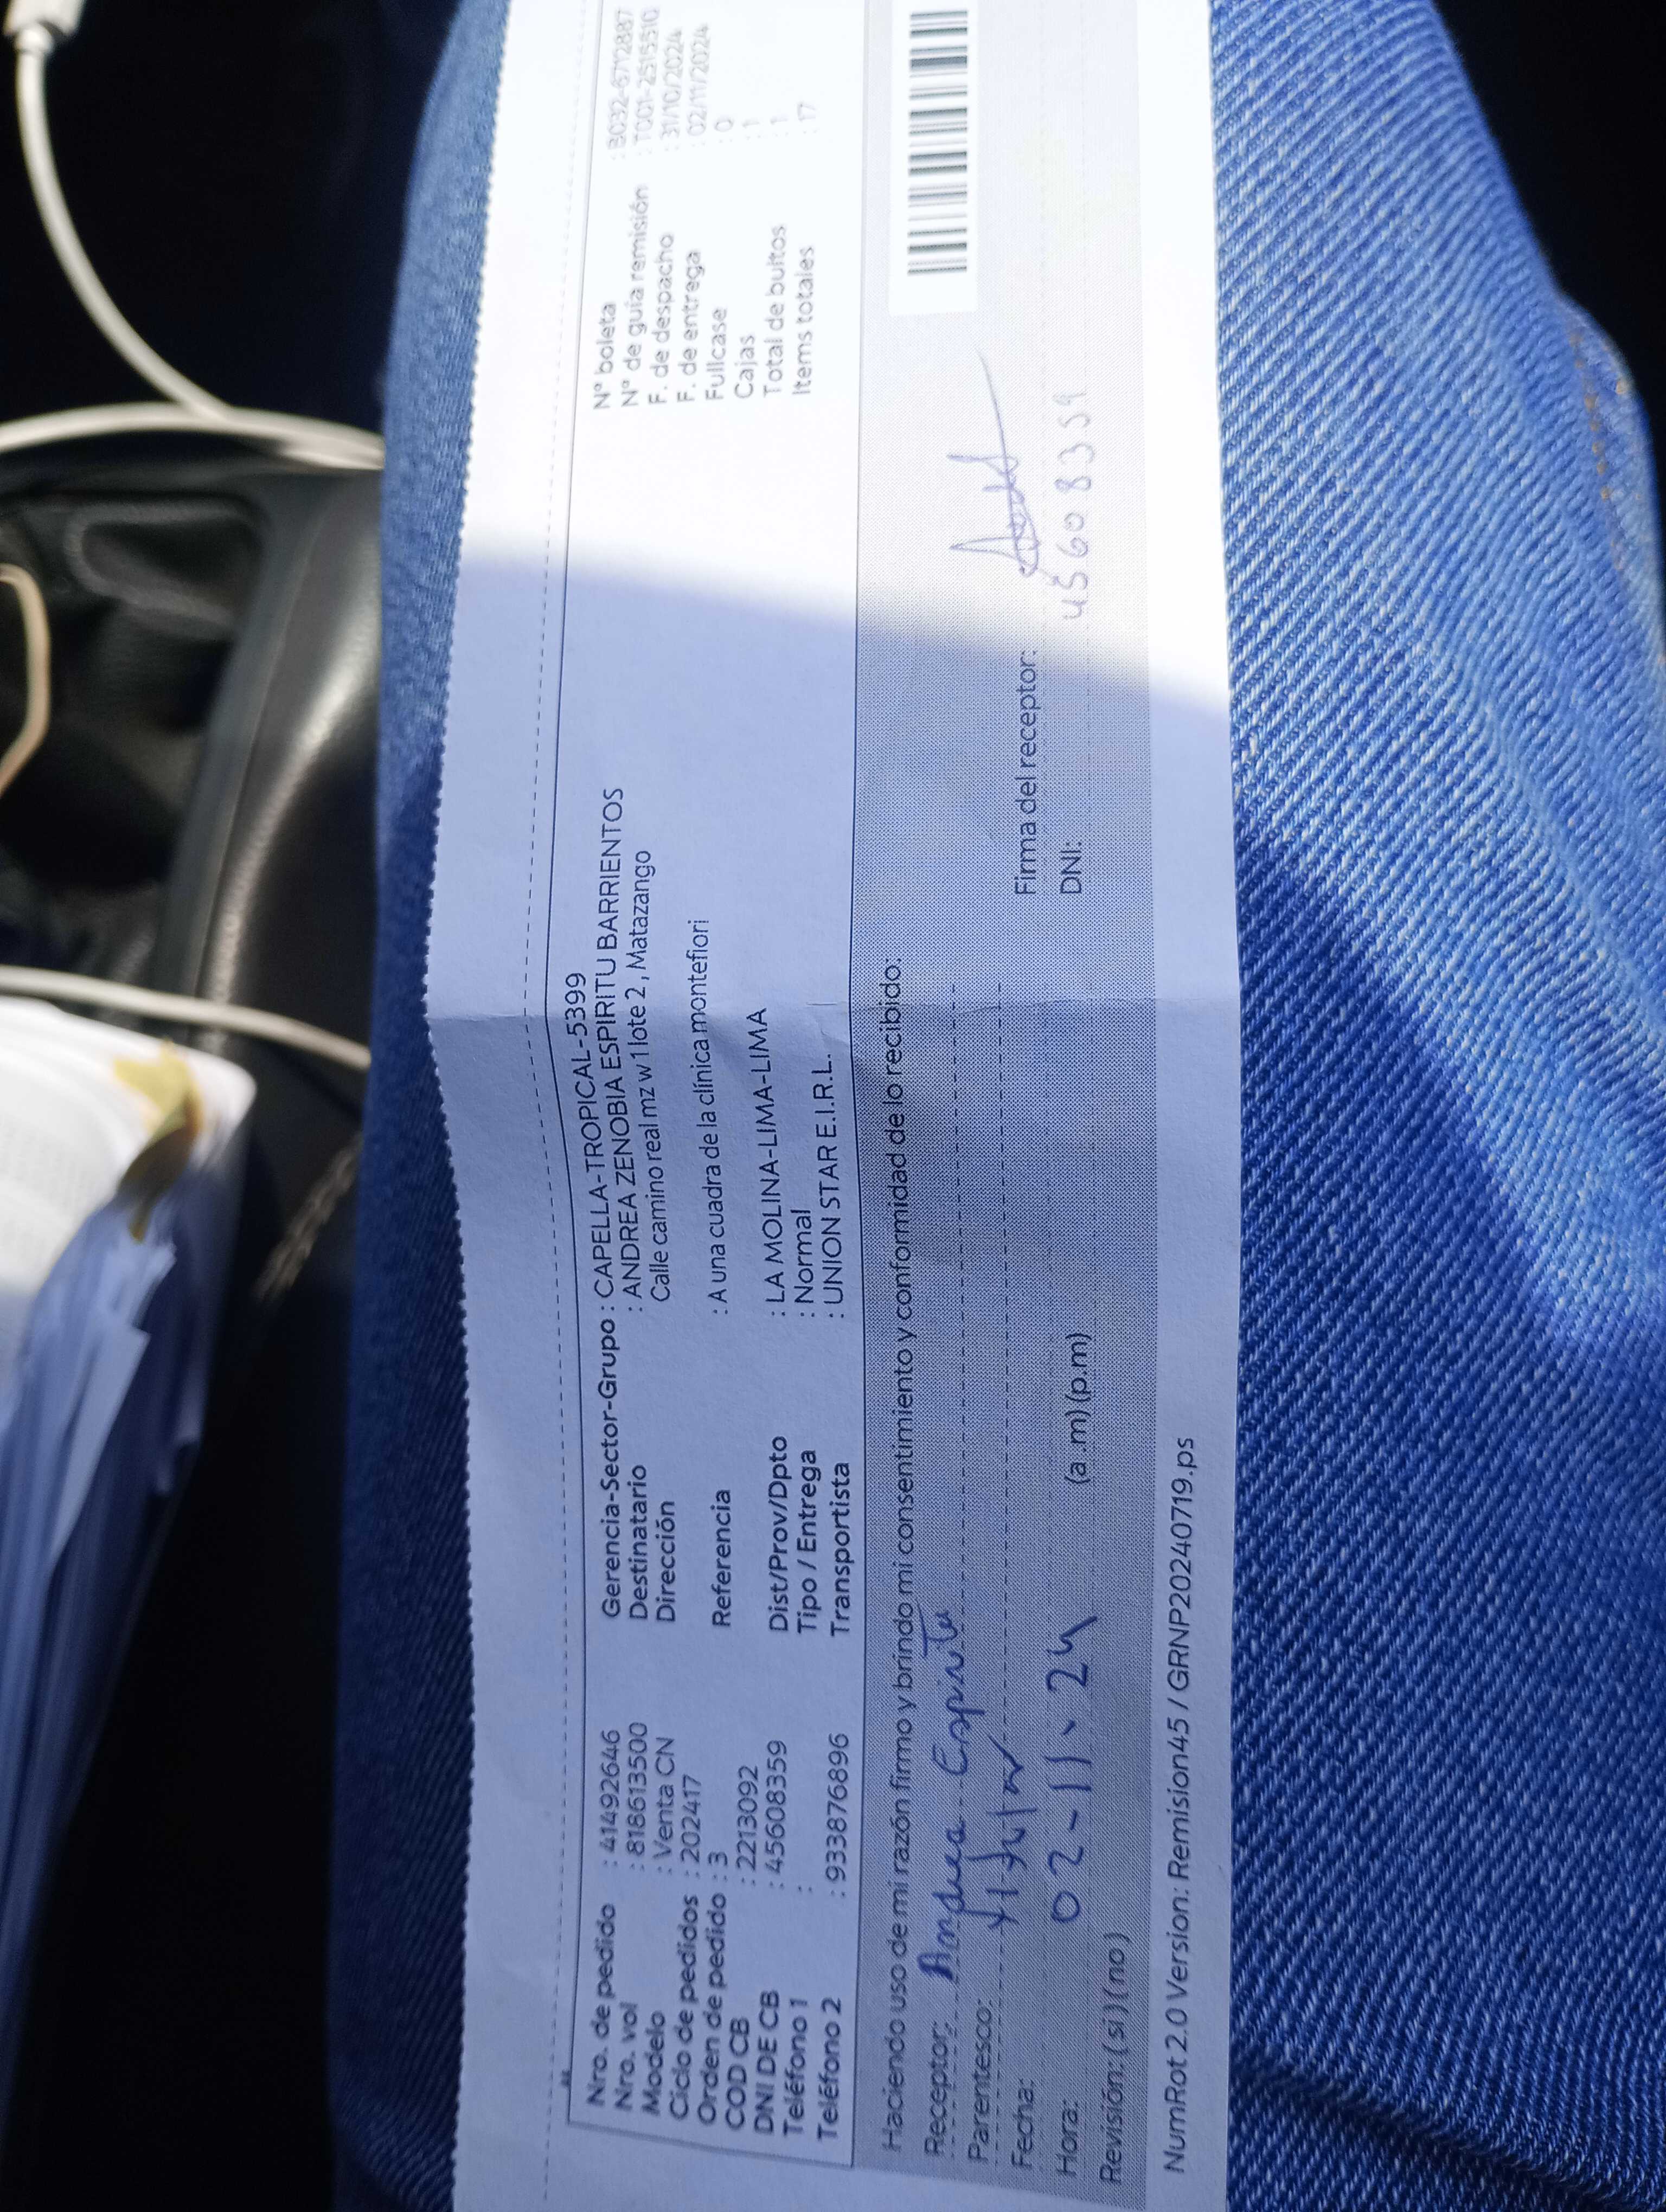 Nro. de pedido : 41492646
Nro. vol : 818613500
Modelo : Venta CN
Ciclo de pedidos : 202417
Orden de pedido : 3
COD CB : 2213092
DNI DE CB : 45608359
Teléfono 1 :
Teléfono 2 : 933876896
Gerencia-Sector-Grupo : CAPELLA-TROPICAL-5399
Destinatario : ANDREA ZENOBIA ESPIRITU BARRIENTOS
Dirección Calle camino real mz w 1 lote 2 , Matazango
Referencia : A una cuadra de la clínica montefiori
Dist/Prov/Dpto : LA MOLINA-LIMA-LIMA
Tipo / Entrega : Normal
Transportista : UNION STAR E.I.R.L.
N° boleta : B032-67172887
N° de guía remisión : T001-25155510
F. de despacho : 31/10/2024
F. de entrega : 02/11/2024
Fullcase : 0
Cajas : 1
Total de bultos : 1
Items totales : 17
Haciendo uso de mi razón firmo y brindo mi consentimiento y conformidad de lo recibido:
Receptor: Andrea Espiritu
Parentesco: titular
Fecha: 02-11-24
Hora: (a.m) (p.m)
Revisión: ( si ) ( no )
Firma del receptor:
DNI: 45608359
NumRot 2.0 Version: Remision45 / GRNP20240719.ps